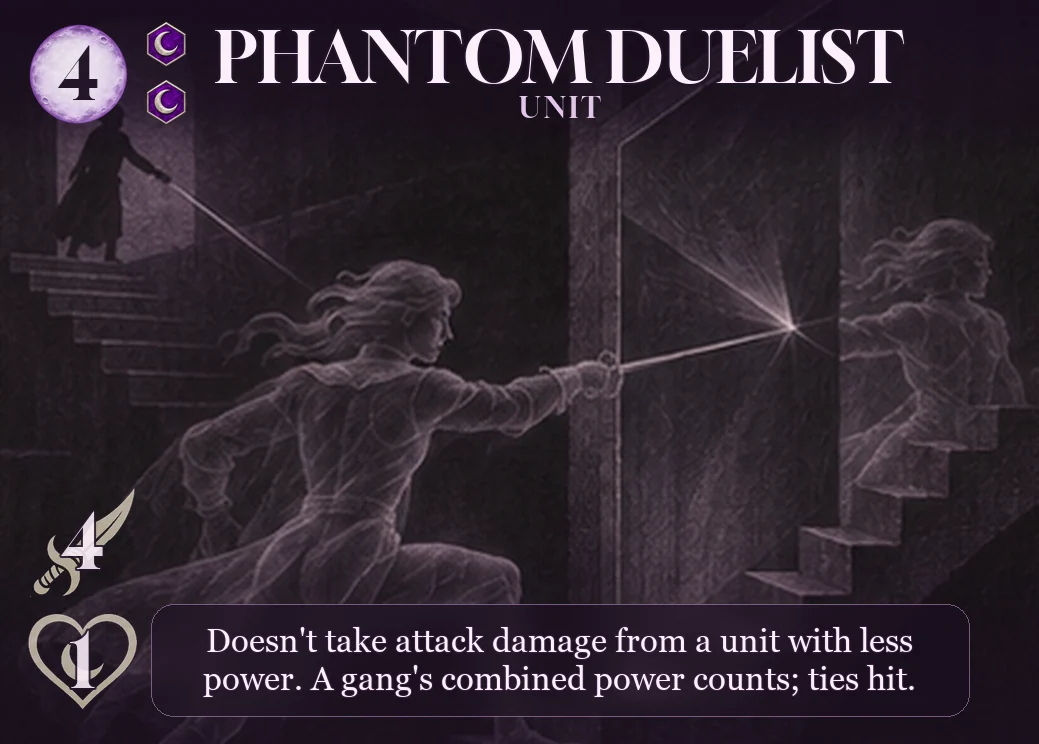 4
PHANTOM DUELIST
UNIT
4
1
Doesn't take attack damage from a unit with less
power. A gang's combined power counts; ties hit.